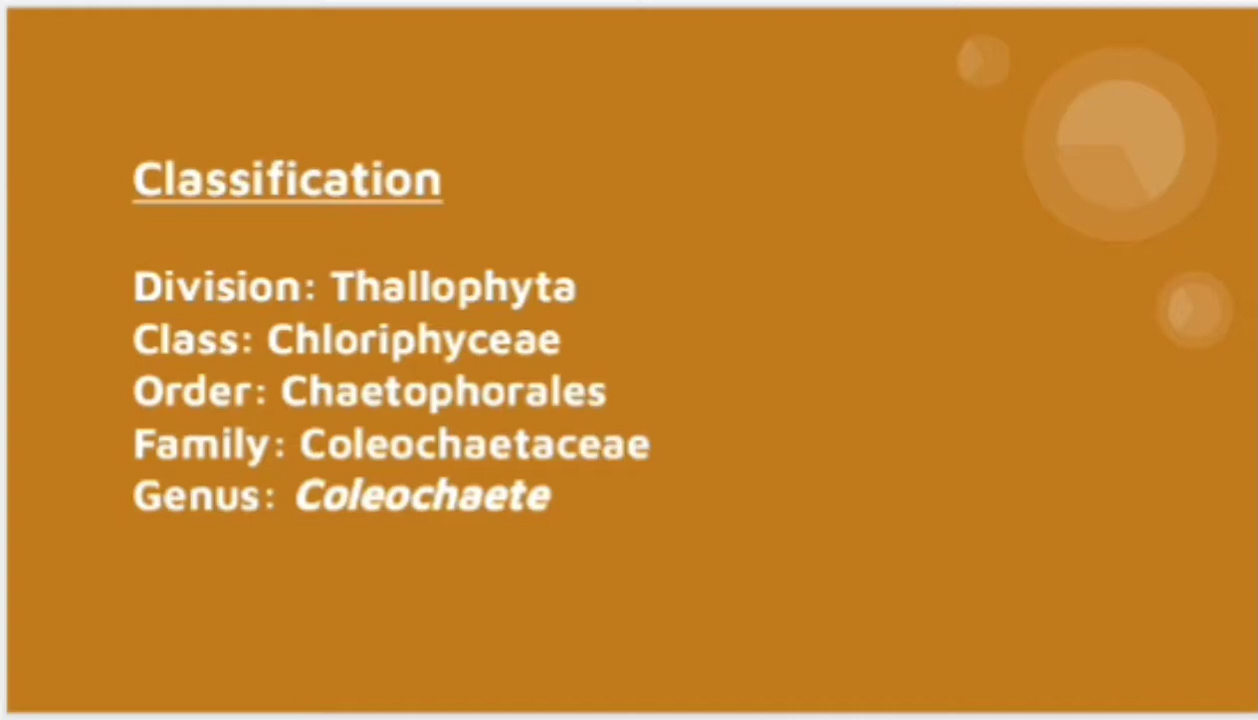 Classification
Division: Thallophyta
Class: Chloriphyceae
Order: Chaetophorales
Family: Coleochaetaceae
Genus: Coleochaete